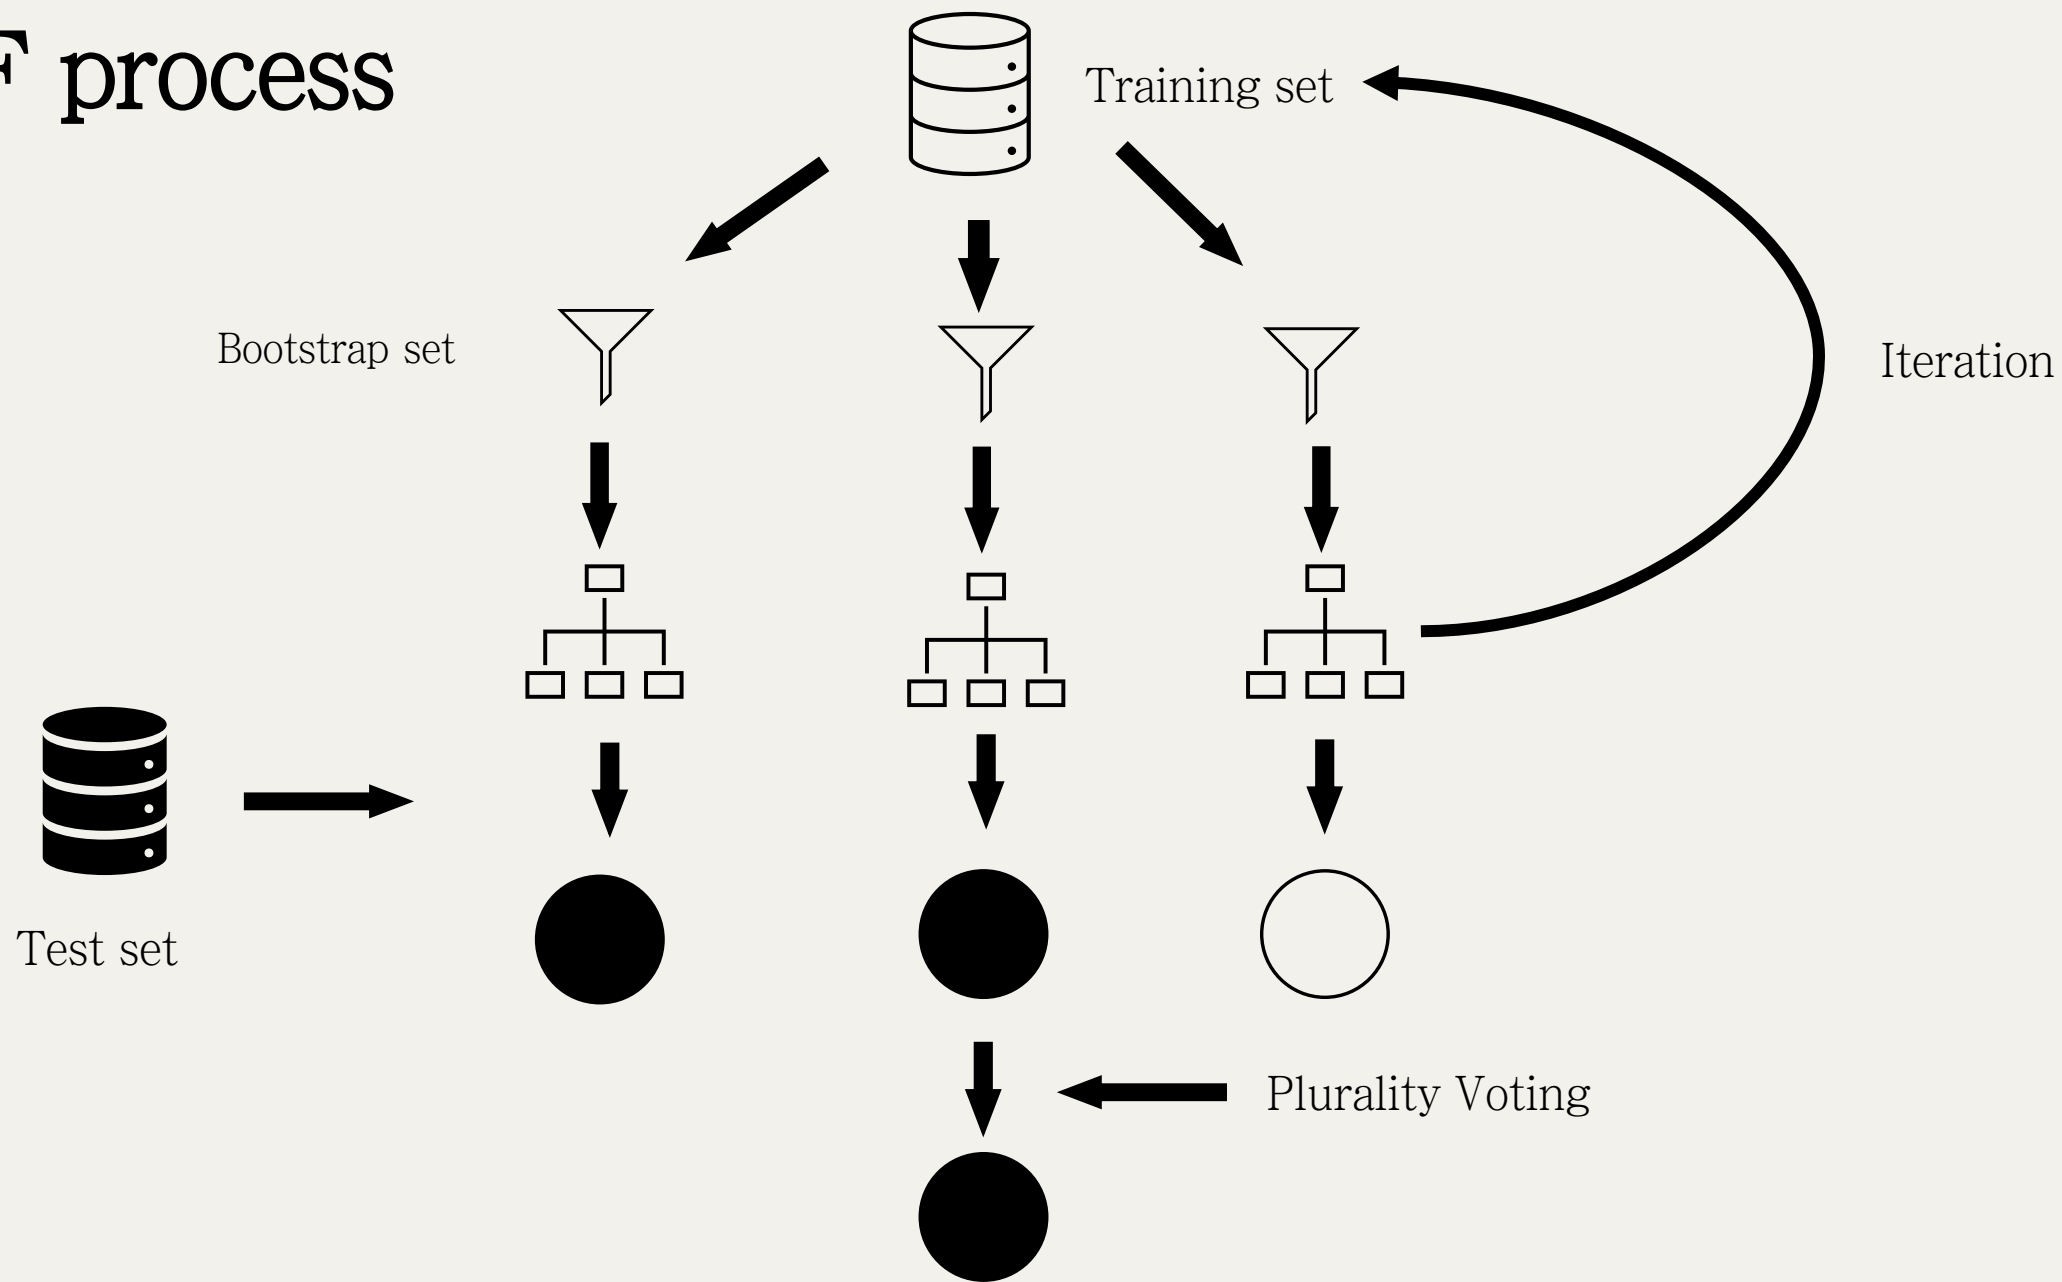 F process
Training set
Bootstrap set
Iteration
Test set
Plurality Voting